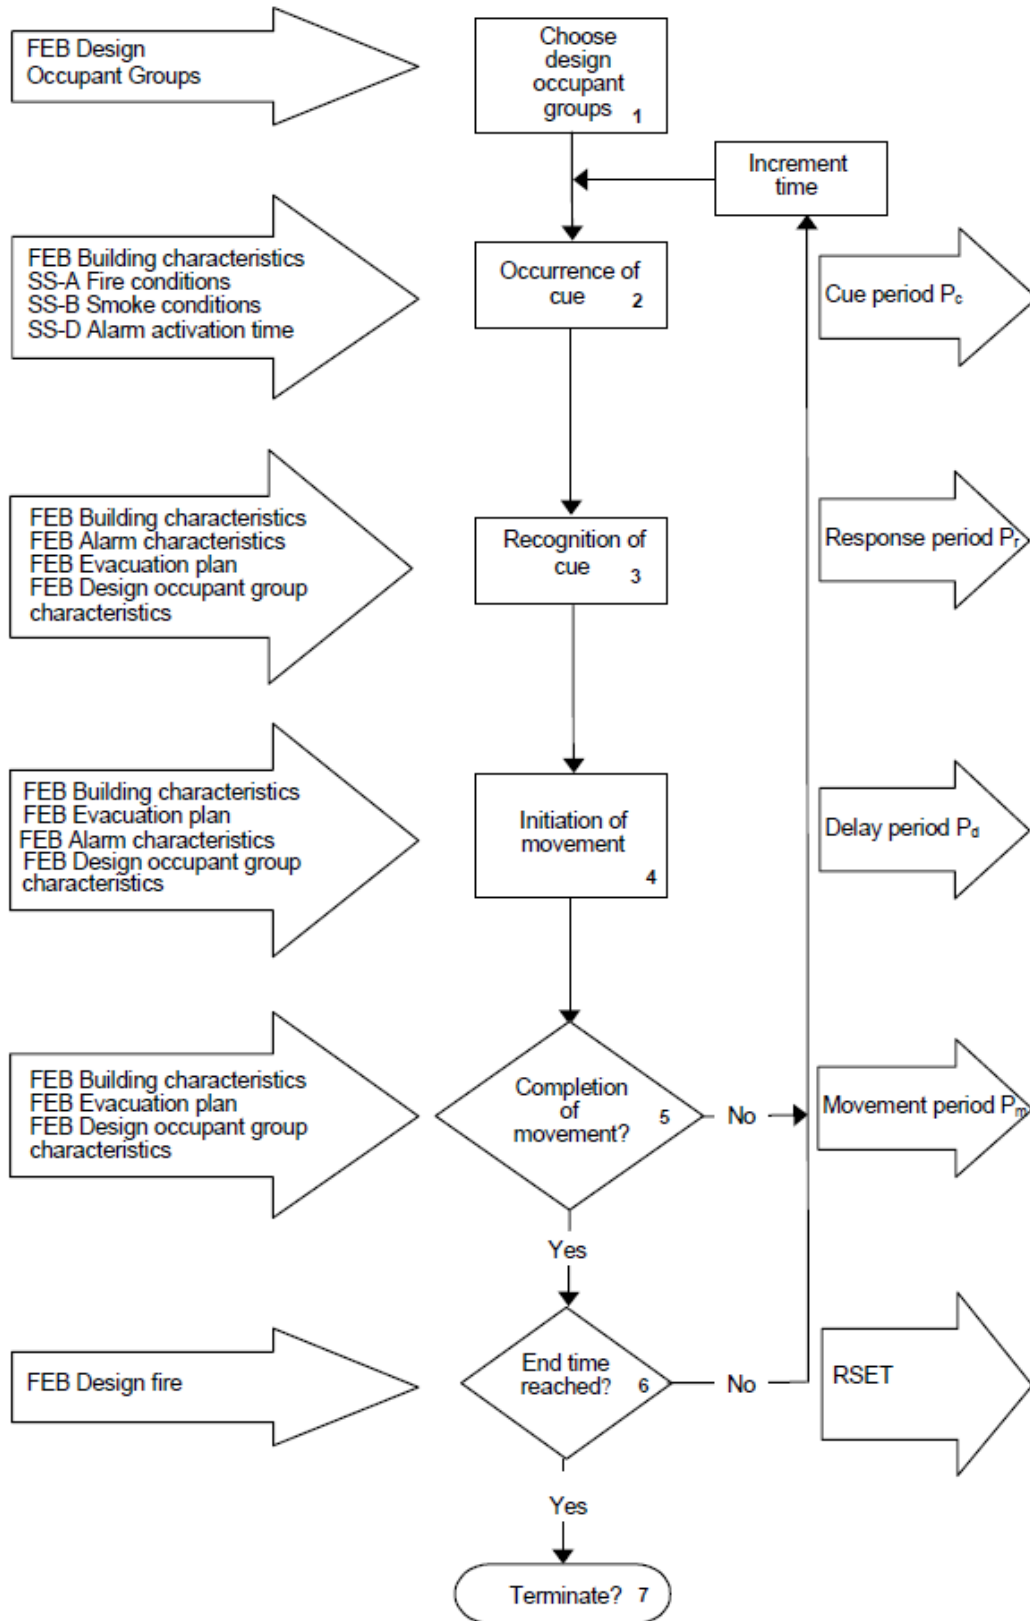 FEB Design
Occupant Groups
Choose
design
occupant
groups 1
Increment
time
FEB Building characteristics
SS-A Fire conditions
SS-B Smoke conditions
SS-D Alarm activation time
Occurrence of
cue 2
Cue period Pc
FEB Building characteristics
FEB Alarm characteristics
FEB Evacuation plan
FEB Design occupant group
characteristics
Recognition of
cue 3
Response period Pr
FEB Building characteristics
FEB Evacuation plan
FEB Alarm characteristics
FEB Design occupant group
characteristics
Initiation of
movement
4
Delay period Pd
FEB Building characteristics
FEB Evacuation plan
FEB Design occupant group
characteristics
Completion
of
movement? 5
No
Movement period Pm
Yes
FEB Design fire
End time
reached? 6
No
RSET
Yes
Terminate? 7